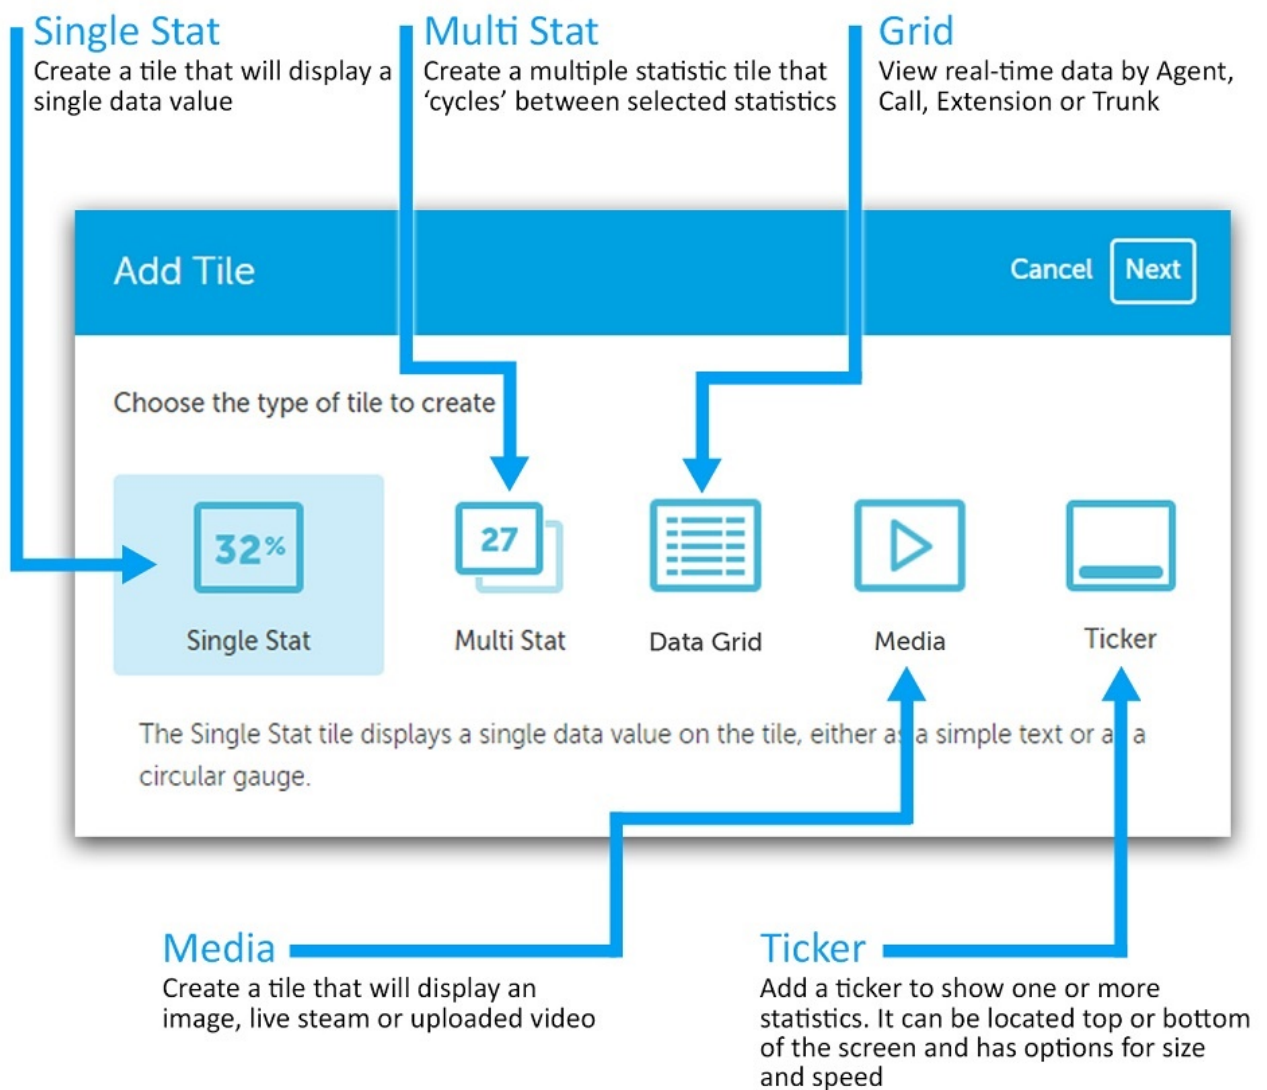 Single Stat
Create a tile that will display a
single data value
Multi Stat
Create a multiple statistic tile that
‘cycles’ between selected statistics
Grid
View real-time data by Agent,
Call, Extension or Trunk
Add Tile
Cancel
Next
Choose the type of tile to create
32%
27
Single Stat
Multi Stat
Data Grid
Media
Ticker
The Single Stat tile displays a single data value on the tile, either as a simple text or as a
circular gauge.
Media
Create a tile that will display an
image, live steam or uploaded video
Ticker
Add a ticker to show one or more
statistics. It can be located top or bottom
of the screen and has options for size
and speed